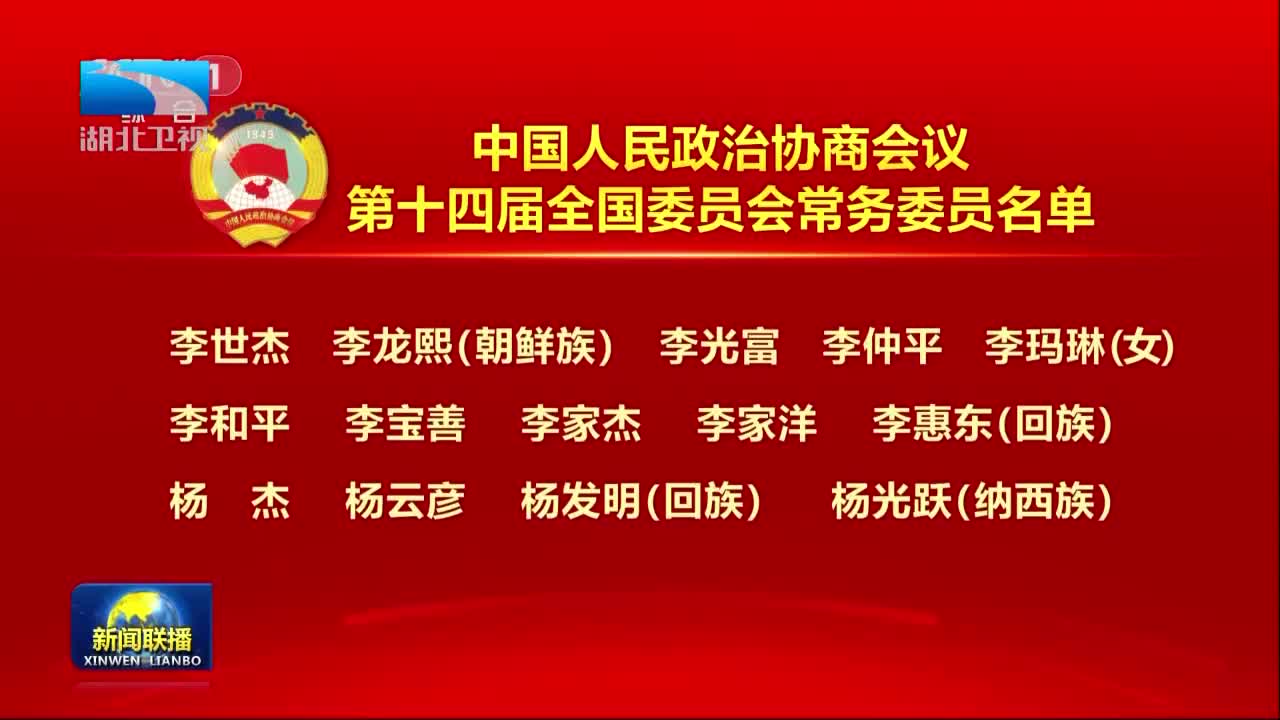 综合
湖北卫视
1949
中国人民政治协商会议
中国人民政治协商会议
第十四届全国委员会常务委员名单
李世杰 李龙熙(朝鲜族) 李光富 李仲平 李玛琳(女)
李和平 李宝善 李家杰 李家洋 李惠东(回族)
杨 杰 杨云彦 杨发明(回族) 杨光跃(纳西族)
新闻联播
XINWEN LIANBO